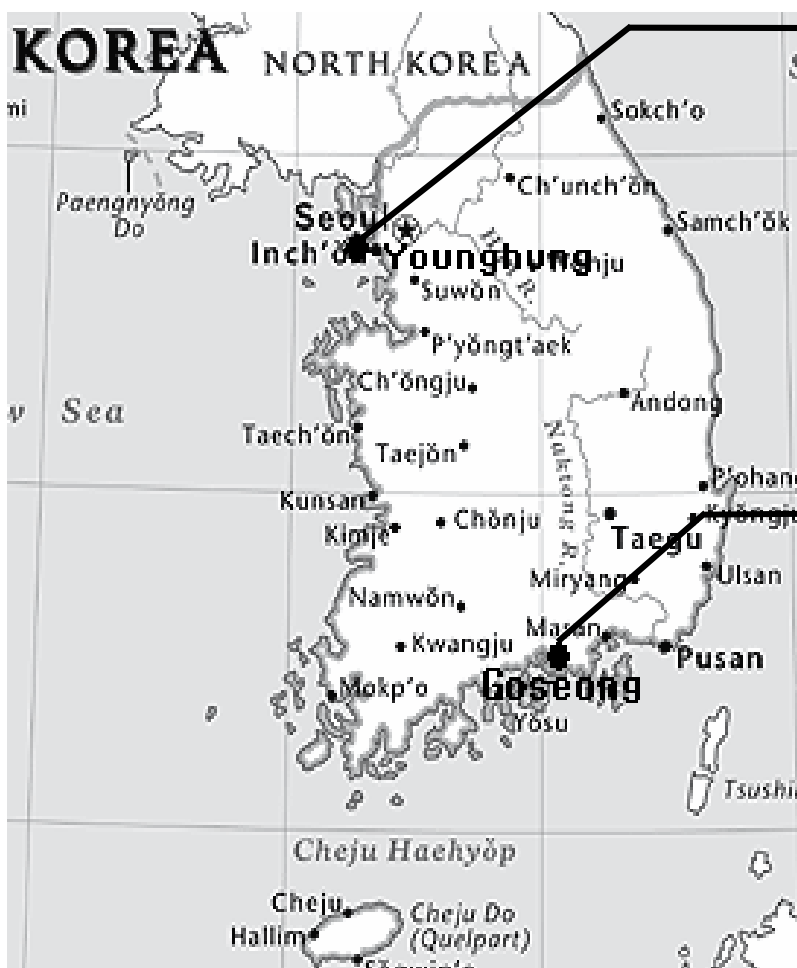 KOREA
NORTH KOREA
Sokch'o
Paengnyŏng
Do
Ch'unch'ŏn
Seoul
Samch'ŏk
Younghung
Suwŏn
P'yŏngt'aek
Ch'ŏngju
Andong
Sea
Taech'ŏn
Taejŏn
Naktong R.
Kunsan
Chŏnju
Kimje
Taegu
Miryang
Ulsan
Namwŏn
Masan
Kwangju
Pusan
Goseong
Mokp'o
Yŏsu
Cheju Haehyŏp
Cheju
Cheju Do
(Quelpart)
Hallim